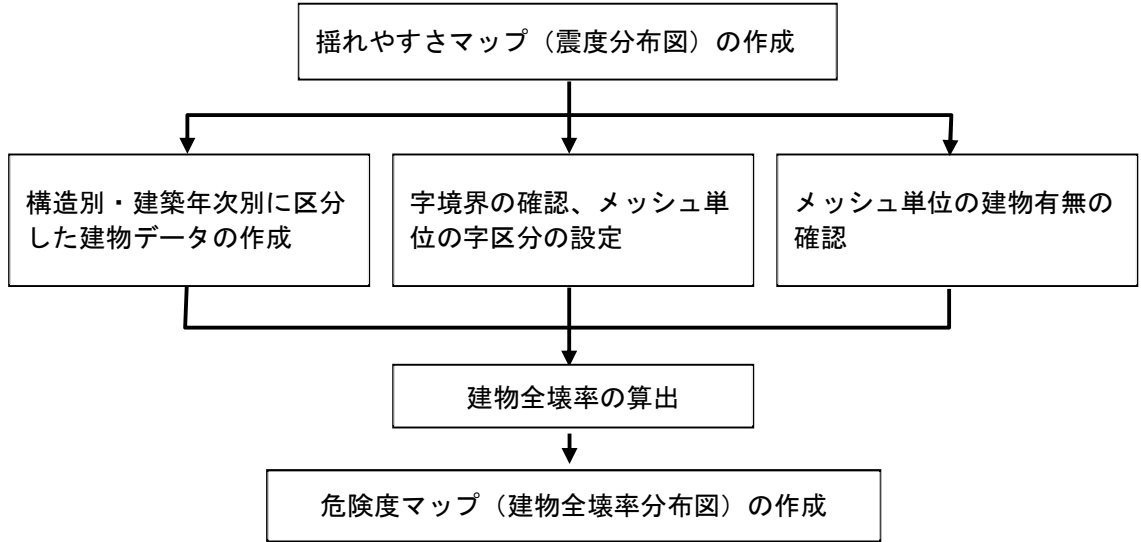 揺れやすさマップ（震度分布図）の作成
構造別・建築年次別に区分
した建物データの作成
字境界の確認、メッシュ単
位の字区分の設定
メッシュ単位の建物有無の
確認
建物全壊率の算出
危険度マップ（建物全壊率分布図）の作成